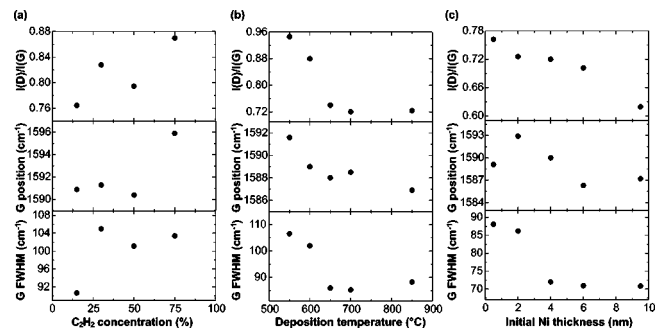 (a)
I(D)/I(G)
0.88
0.84
0.80
0.76
G position (cm⁻¹)
1596
1594
1592
1590
G FWHM (cm⁻¹)
108
104
100
96
92
0 25 50 75 100
C₂H₂ concentration (%)
(b)
I(D)/I(G)
0.96
0.88
0.80
0.72
G position (cm⁻¹)
1592
1590
1588
1586
G FWHM (cm⁻¹)
110
100
90
500 600 700 800 900
Deposition temperature (°C)
(c)
I(D)/I(G)
0.78
0.72
0.66
0.60
G position (cm⁻¹)
1593
1590
1587
1584
G FWHM (cm⁻¹)
90
85
80
75
70
0 2 4 6 8 10
Initial Ni thickness (nm)